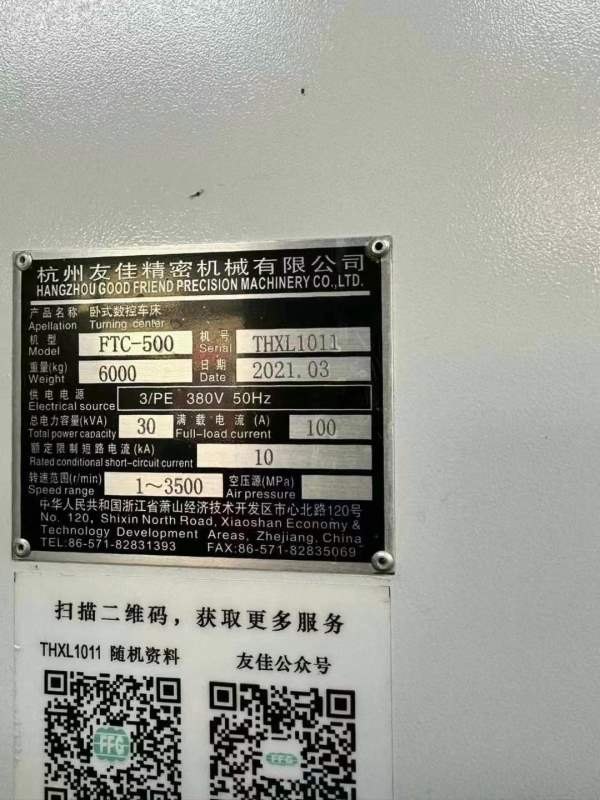 杭州友佳精密机械有限公司
HANGZHOU GOOD FRIEND PRECISION MACHINERY CO.,LTD.
产品名称 卧式数控车床
Apellation Turning center
机型 FTC-500 机号 THXL1011
Model Serial
重量(kg) 6000 日期 2021.03
Weight Date
供电电源 3/PE 380V 50Hz
Electrical source
总电力容量(kVA) 30 满载电流(A) 100
Total power capacity Full-load current
额定限制短路电流(kA) 10
Rated conditional short-circuit current
转速范围(r/min) 1~3500 空压源(MPa)
Speed range Air pressure
中华人民共和国浙江省萧山经济技术开发区市心北路120号
No. 120, Shixin North Road, Xiaoshan Economy &
Technology Development Areas, Zhejiang, China
TEL:86-571-82831393 FAX:86-571-82835069
扫描二维码，获取更多服务
THXL1011 随机资料 友佳公众号
FFG FFG